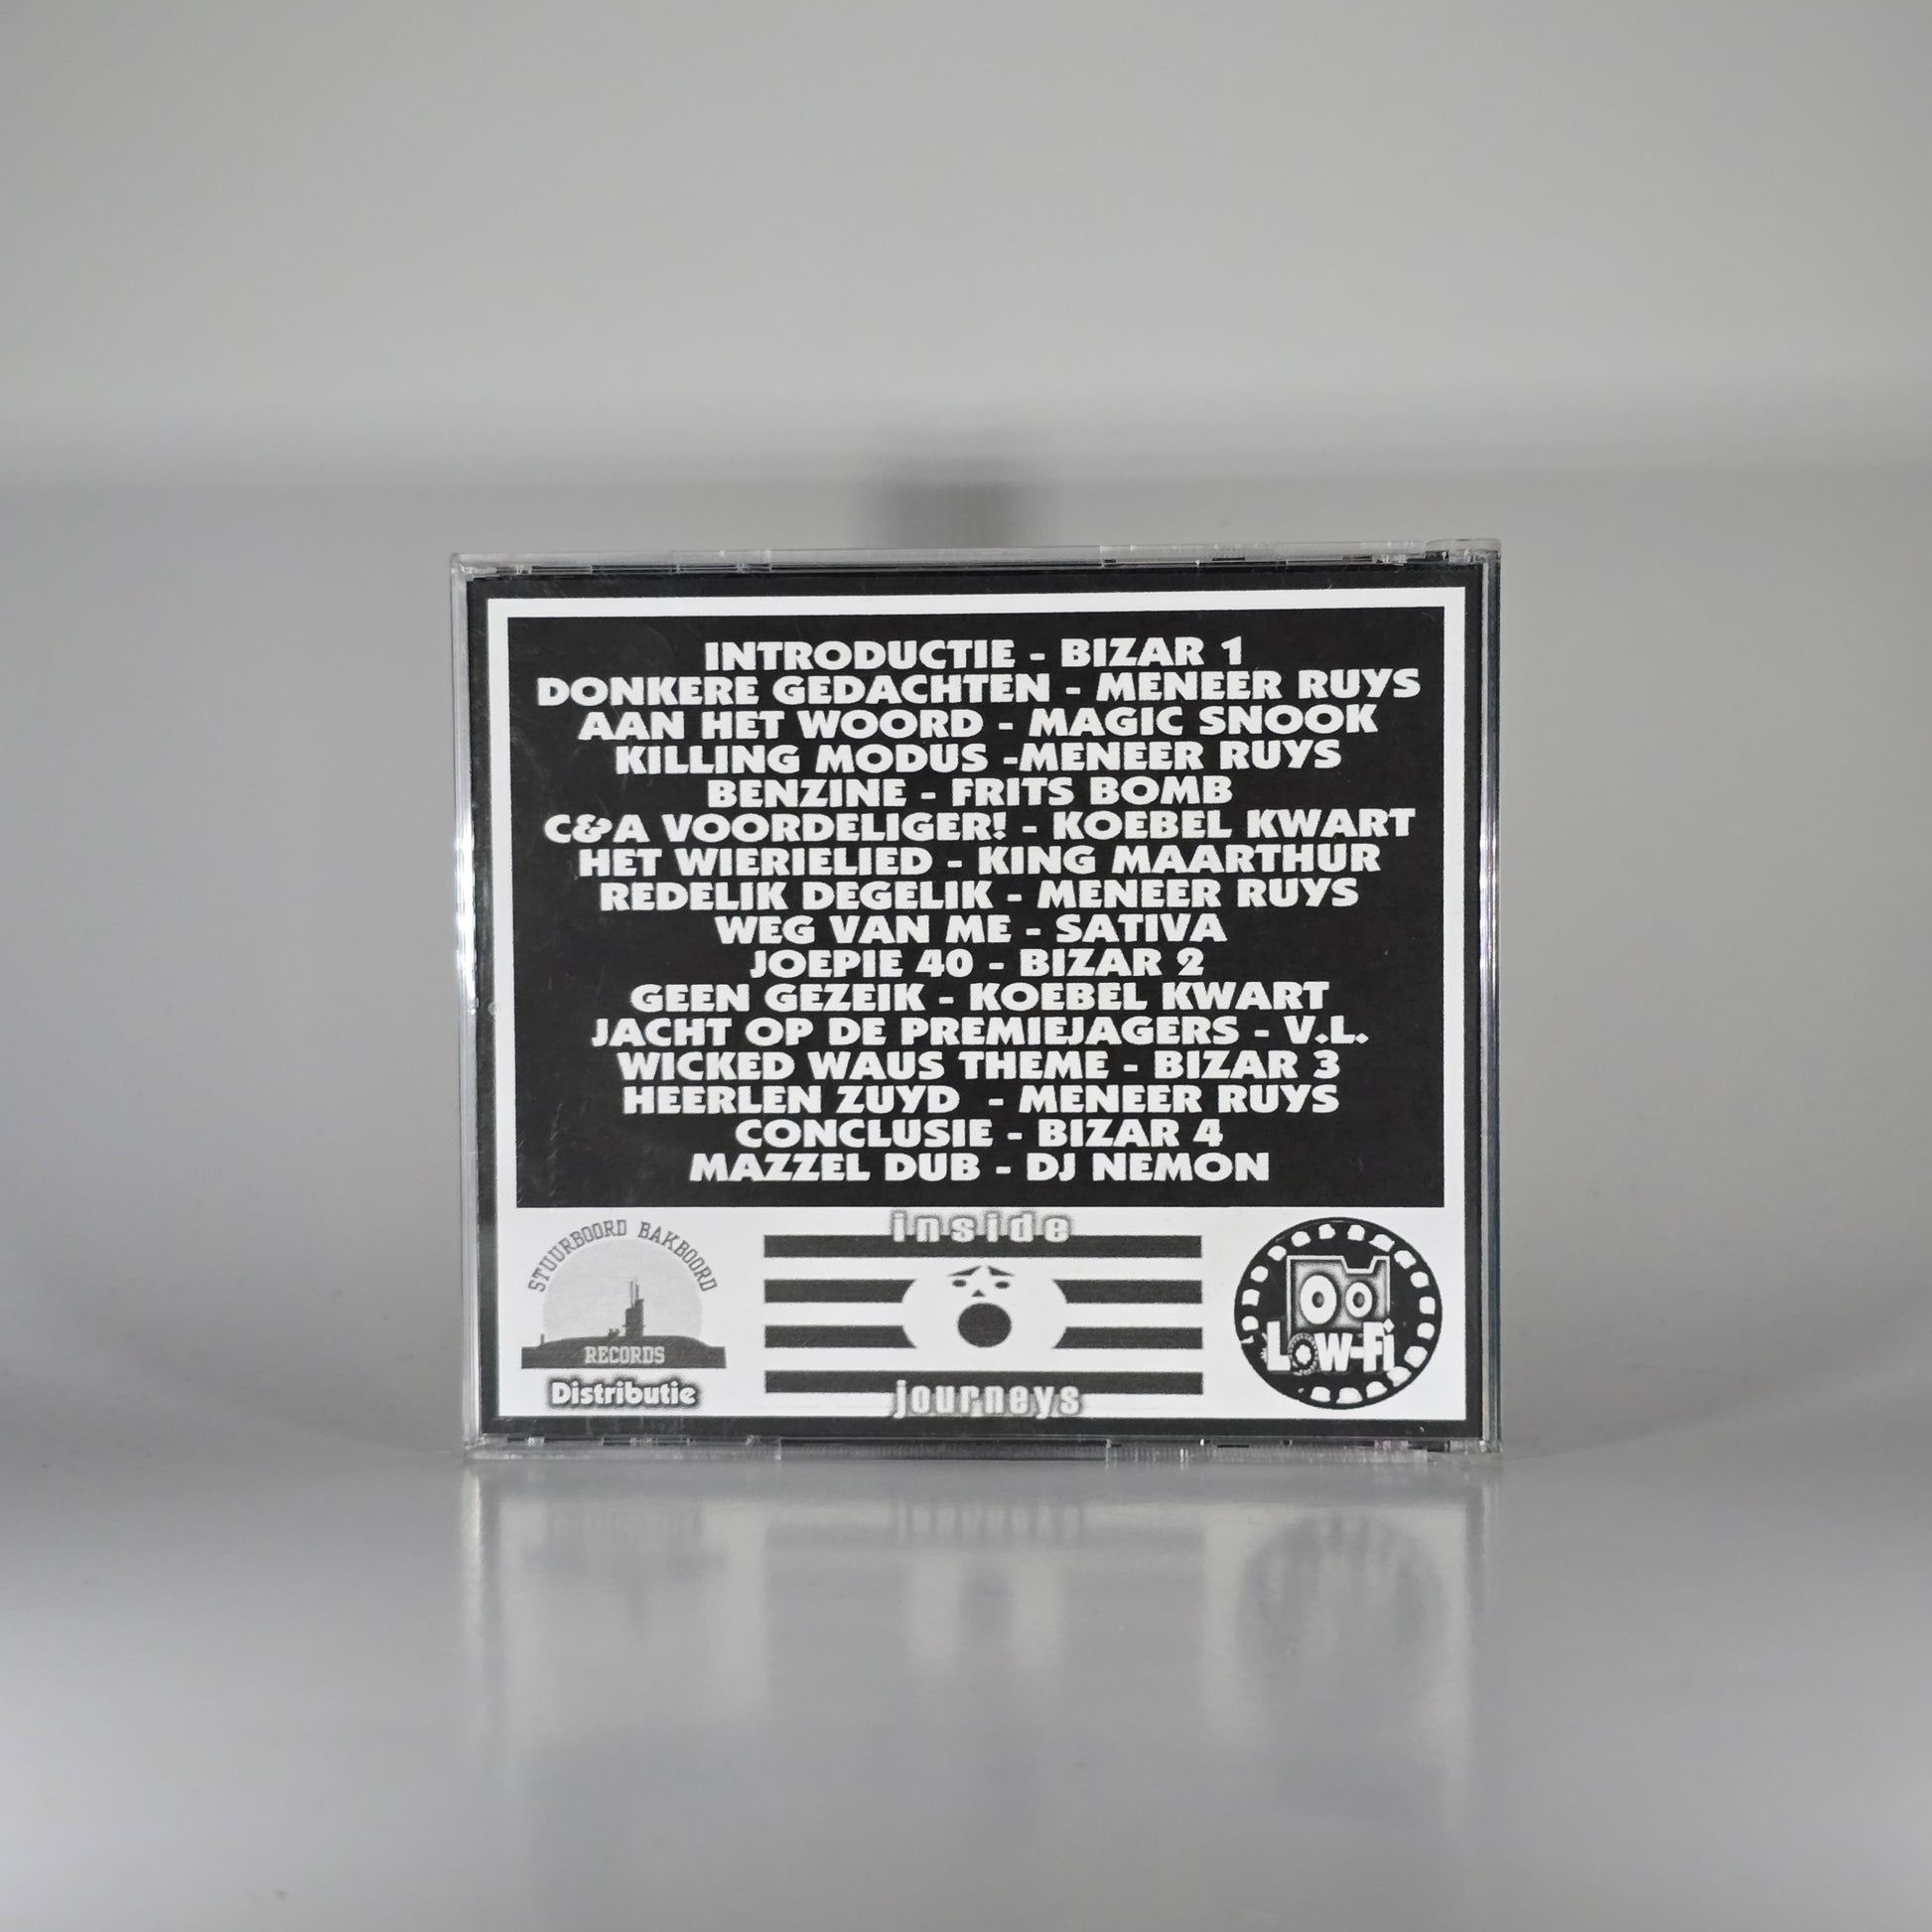 INTRODUCTIE - BIZAR 1
DONKERE GEDACHTEN - MENEER RUYS
AAN HET WOORD - MAGIC SNOOK
KILLING MODUS -MENEER RUYS
BENZINE - FRITS BOMB
C&A VOORDELIGER! - KOEBEL KWART
HET WIERIELIED - KING MAARTHUR
REDELIK DEGELIK - MENEER RUYS
WEG VAN ME - SATIVA
JOEPIE 40 - BIZAR 2
GEEN GEZEIK - KOEBEL KWART
JACHT OP DE PREMIEJAGERS - V.L.
WICKED WAUS THEME - BIZAR 3
HEERLEN ZUYD - MENEER RUYS
CONCLUSIE - BIZAR 4
MAZZEL DUB - DJ NEMON
STUURBOORD BAKBOORD
RECORDS
Distributie
inside
journeys
LOW-Fi